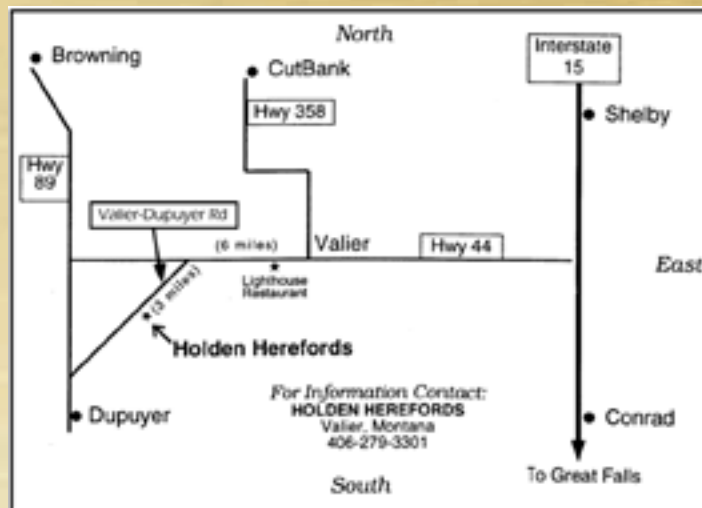 North
Browning
CutBank
Interstate
15
Hwy 358
Shelby
Hwy
89
Valier-Dupuyer Rd
(6 miles)
Valier
Hwy 44
East
Lighthouse
Restaurant
(3 miles)
Holden Herefords
For Information Contact:
HOLDEN HEREFORDS
Valier, Montana
406-279-3301
Dupuyer
Conrad
To Great Falls
South